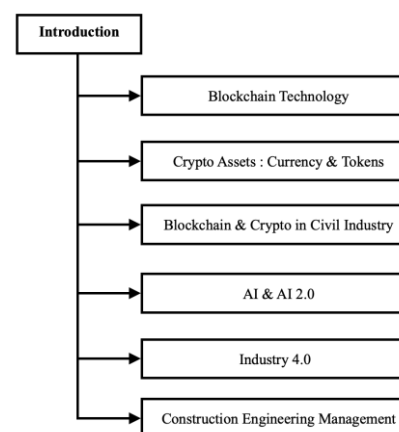 Introduction
Blockchain Technology
Crypto Assets : Currency & Tokens
Blockchain & Crypto in Civil Industry
AI & AI 2.0
Industry 4.0
Construction Engineering Management